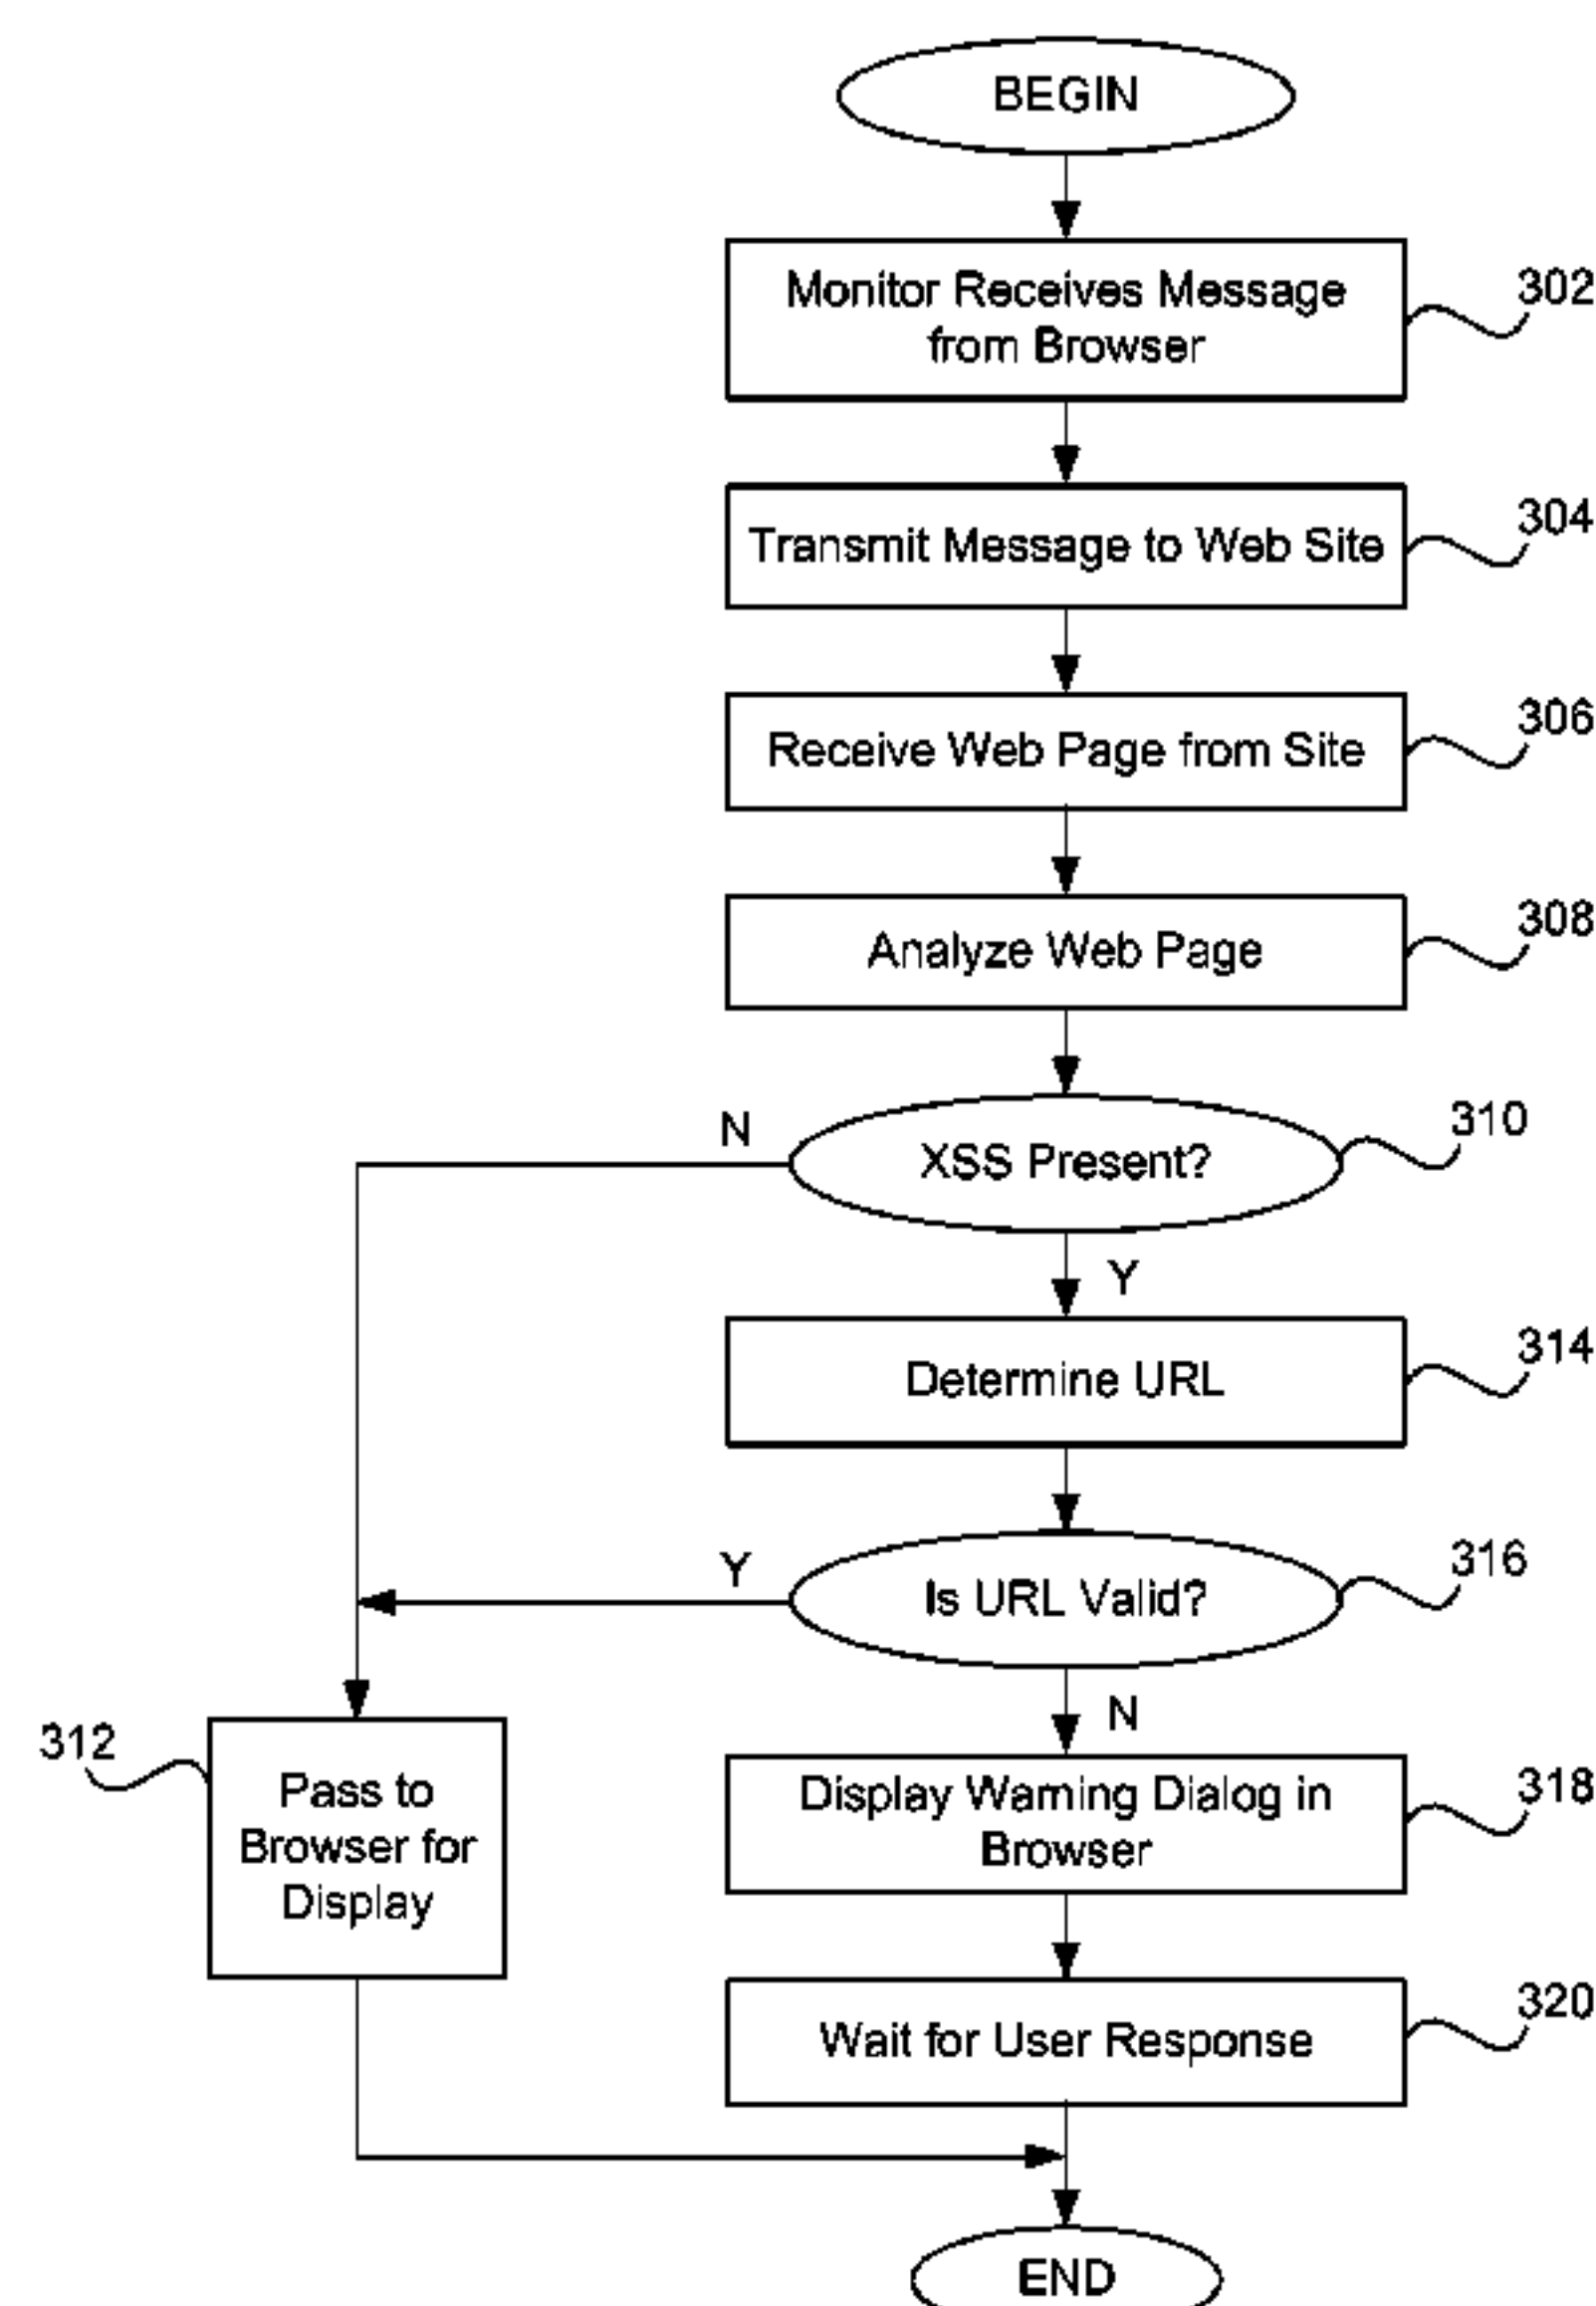 BEGIN
Monitor Receives Message
from Browser
302
Transmit Message to Web Site
304
Receive Web Page from Site
306
Analyze Web Page
308
N
XSS Present?
310
Y
Determine URL
314
Y
Is URL Valid?
316
N
312
Pass to
Browser for
Display
Display Warning Dialog in
Browser
318
Wait for User Response
320
END